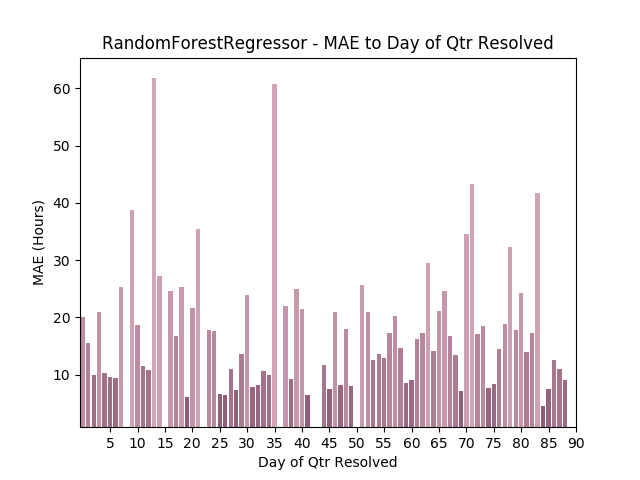 RandomForestRegressor - MAE to Day of Qtr Resolved
MAE (Hours)
60
50
40
30
20
10
5 10 15 20 25 30 35 40 45 50 55 60 65 70 75 80 85 90
Day of Qtr Resolved